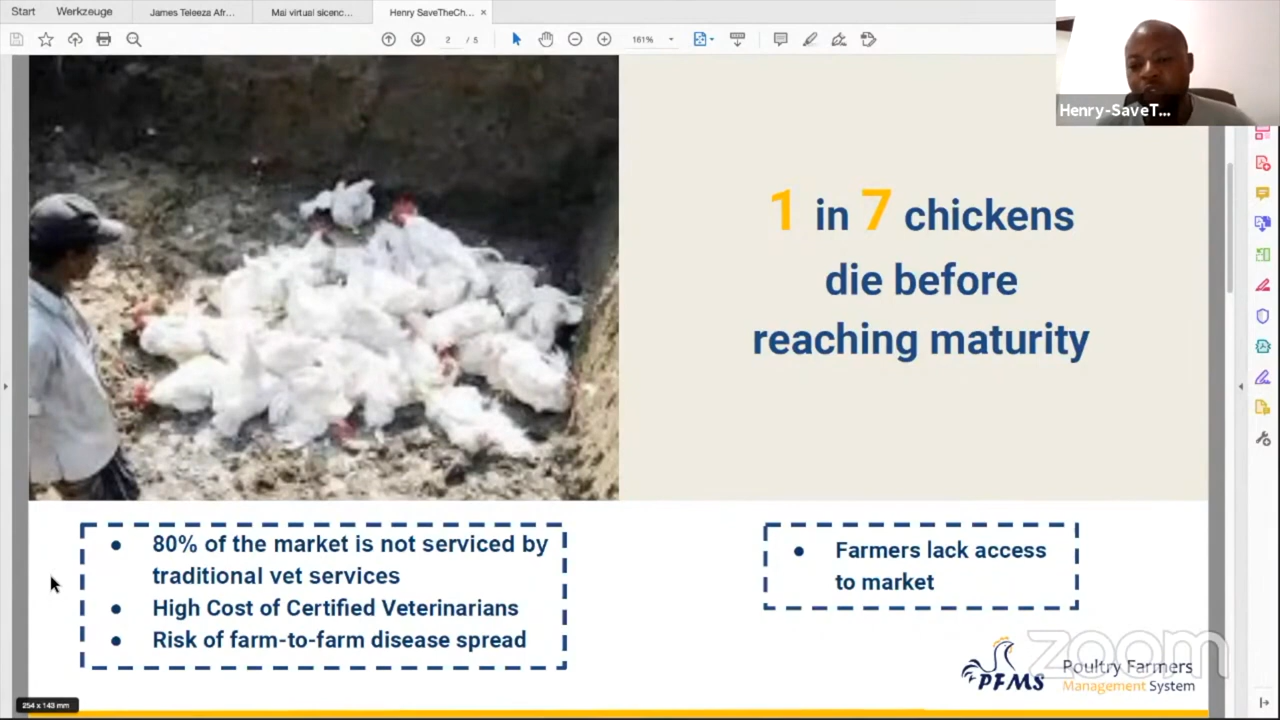 Start Werkzeuge James Teleeza Afr... Mai virtual sicenc... Henry SaveTheCh... ×
2 / 5 161%
Henry-SaveT...
1 in 7 chickens
die before
reaching maturity
80% of the market is not serviced by
traditional vet services
High Cost of Certified Veterinarians
Risk of farm-to-farm disease spread
Farmers lack access
to market
zoom
PFMS
Poultry Farmers
Management System
254 x 143 mm